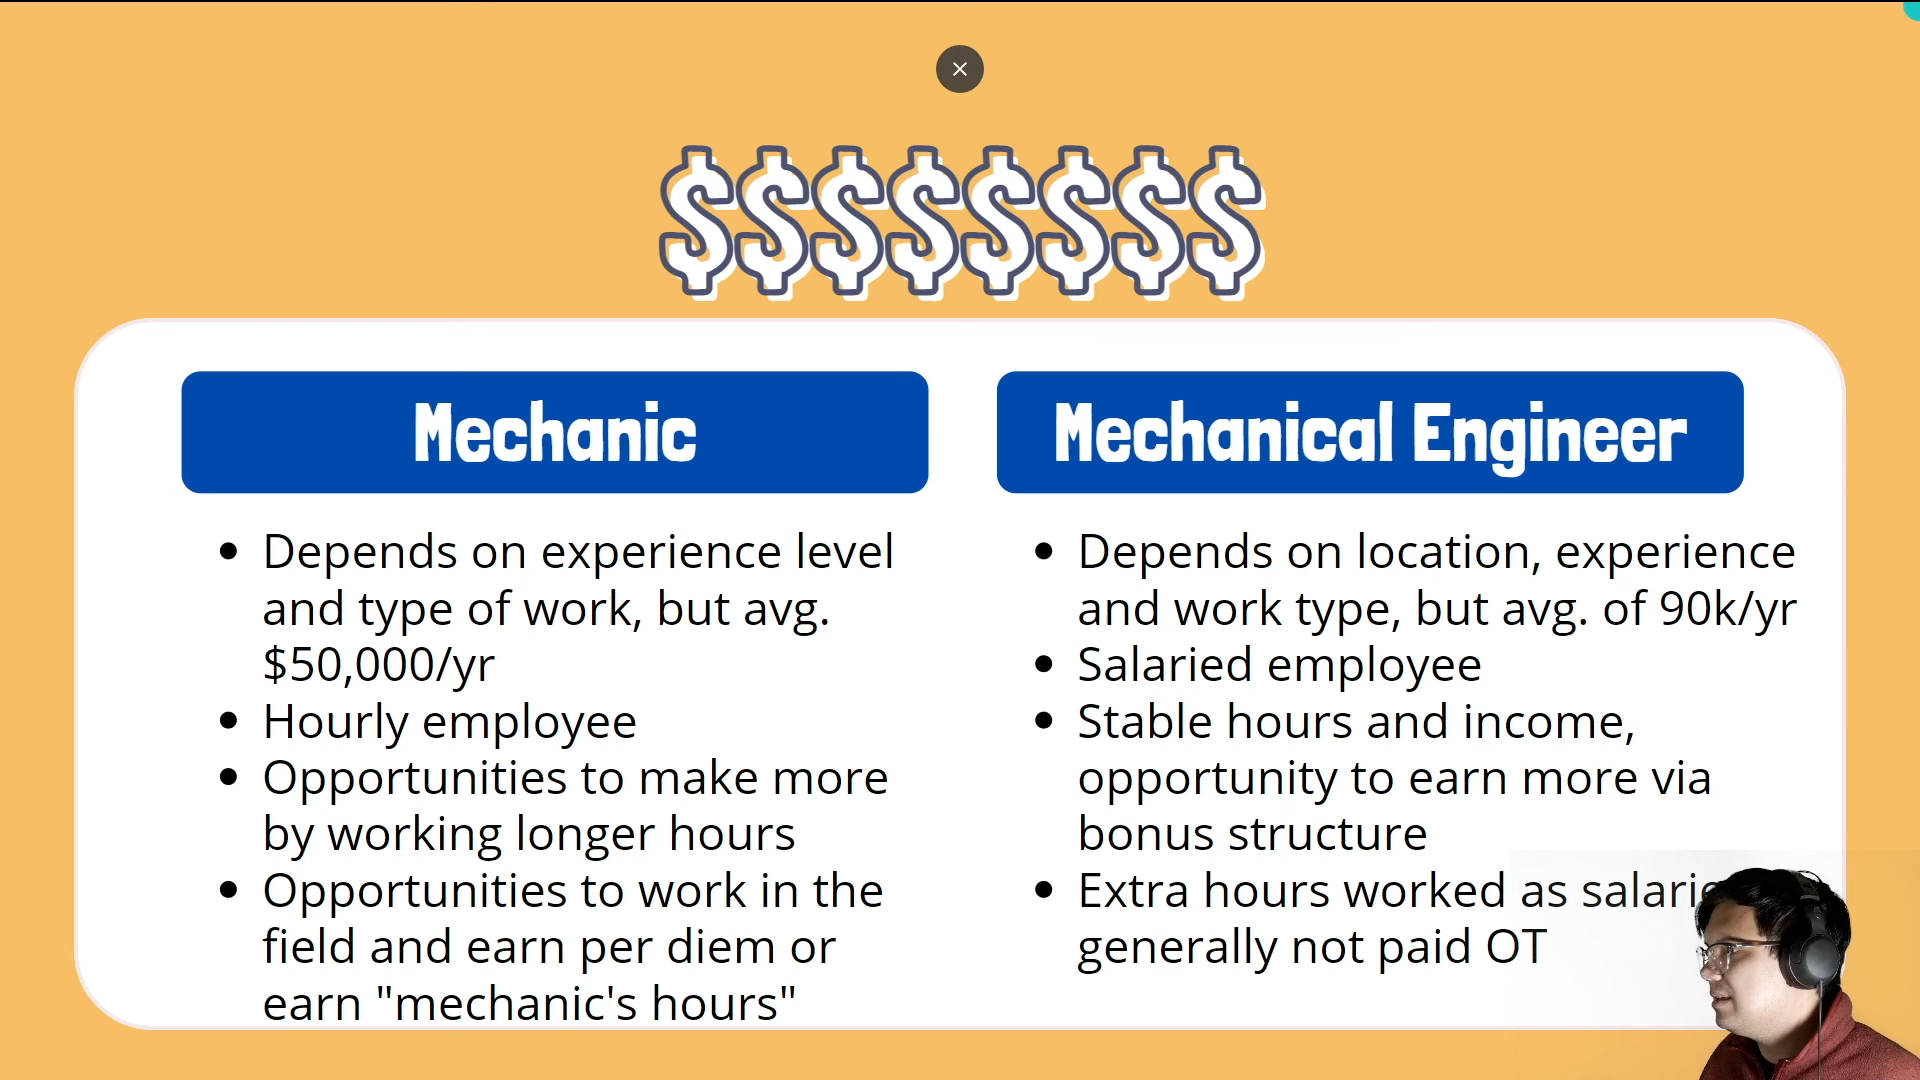 $$$$$$$$
Mechanic
Depends on experience level
and type of work, but avg.
$50,000/yr
Hourly employee
Opportunities to make more
by working longer hours
Opportunities to work in the
field and earn per diem or
earn "mechanic's hours"
Mechanical Engineer
Depends on location, experience
and work type, but avg. of 90k/yr
Salaried employee
Stable hours and income,
opportunity to earn more via
bonus structure
Extra hours worked as
generally not paid OT